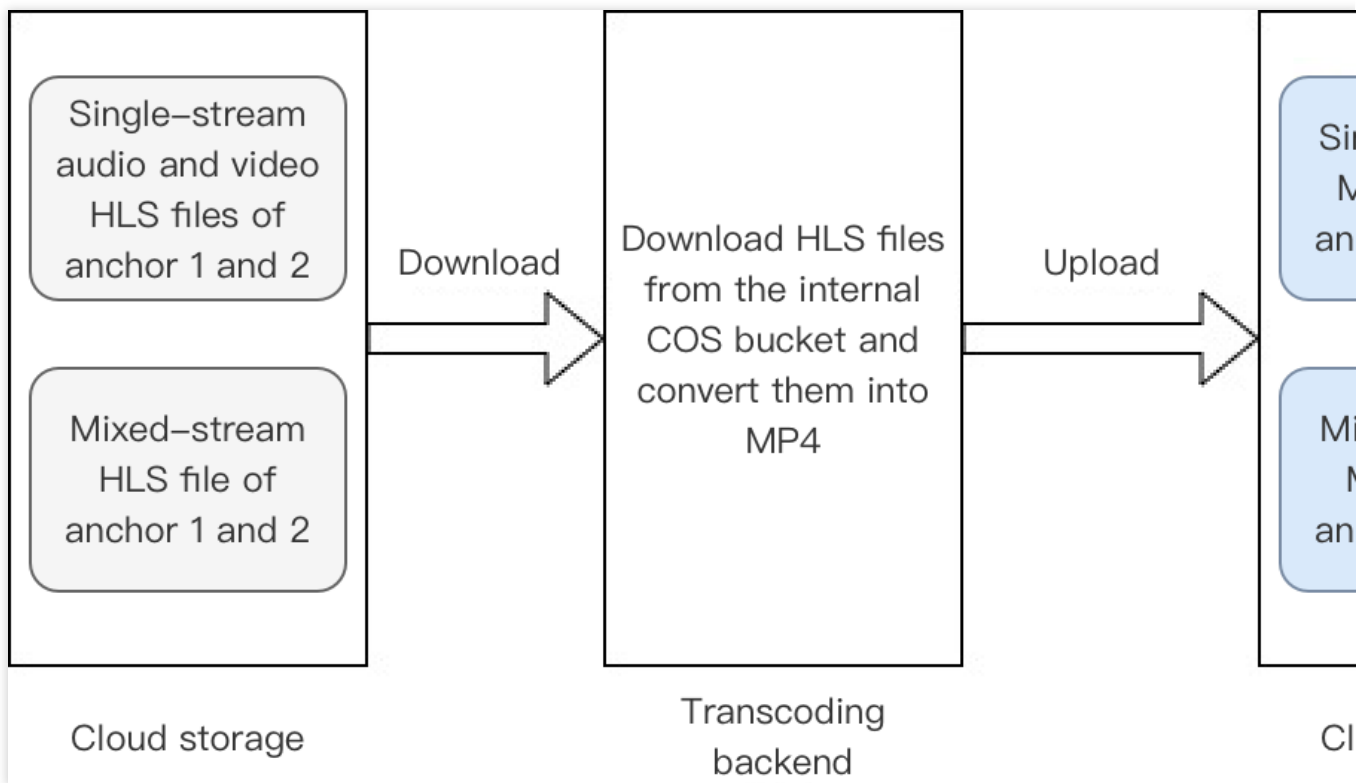 Single–stream
audio and video
HLS files of
anchor 1 and 2
Mixed–stream
HLS file of
anchor 1 and 2
Cloud storage
Download
Download HLS files
from the internal
COS bucket and
convert them into
MP4
Transcoding
backend
Upload